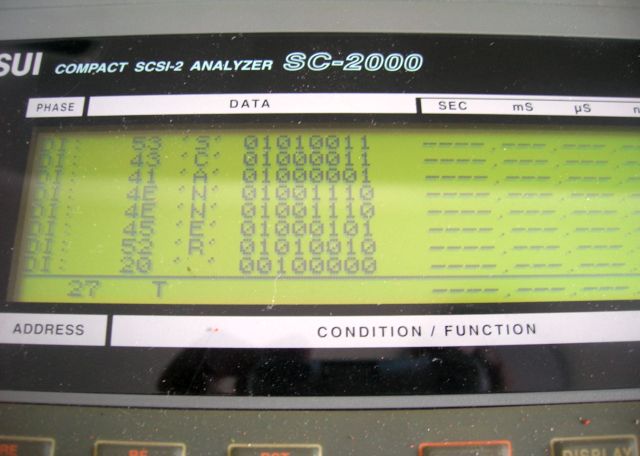 SUI COMPACT SCSI-2 ANALYZER SC-2000
PHASE DATA SEC mS µS n
DI 53 'S' 01010011 ----.---.---.---
DI 43 'C' 01000011 ----.---.---.---
DI 41 'A' 01000001 ----.---.---.---
DI 4E 'N' 01001110 ----.---.---.---
DI 4E 'N' 01001110 ----.---.---.---
DI 45 'E' 01000101 ----.---.---.---
DI 52 'R' 01010010 ----.---.---.---
DI 20 ' ' 00100000 ----.---.---.---
27 T ----.---.---.---
ADDRESS CONDITION / FUNCTION
DISPLAY